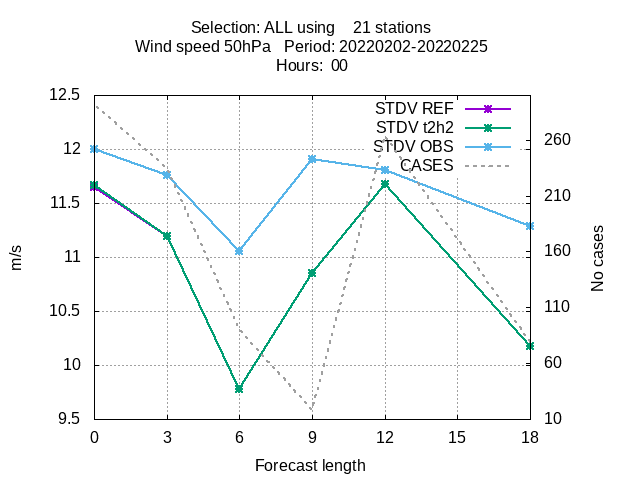 Selection: ALL using    21 stations
Wind speed 50hPa   Period: 20220202-20220225
Hours:  00
12.5
12
11.5
11
10.5
10
9.5
m/s
STDV REF
STDV t2h2
STDV OBS
CASES
260
210
160
110
60
10
No cases
0 3 6 9 12 15 18
Forecast length